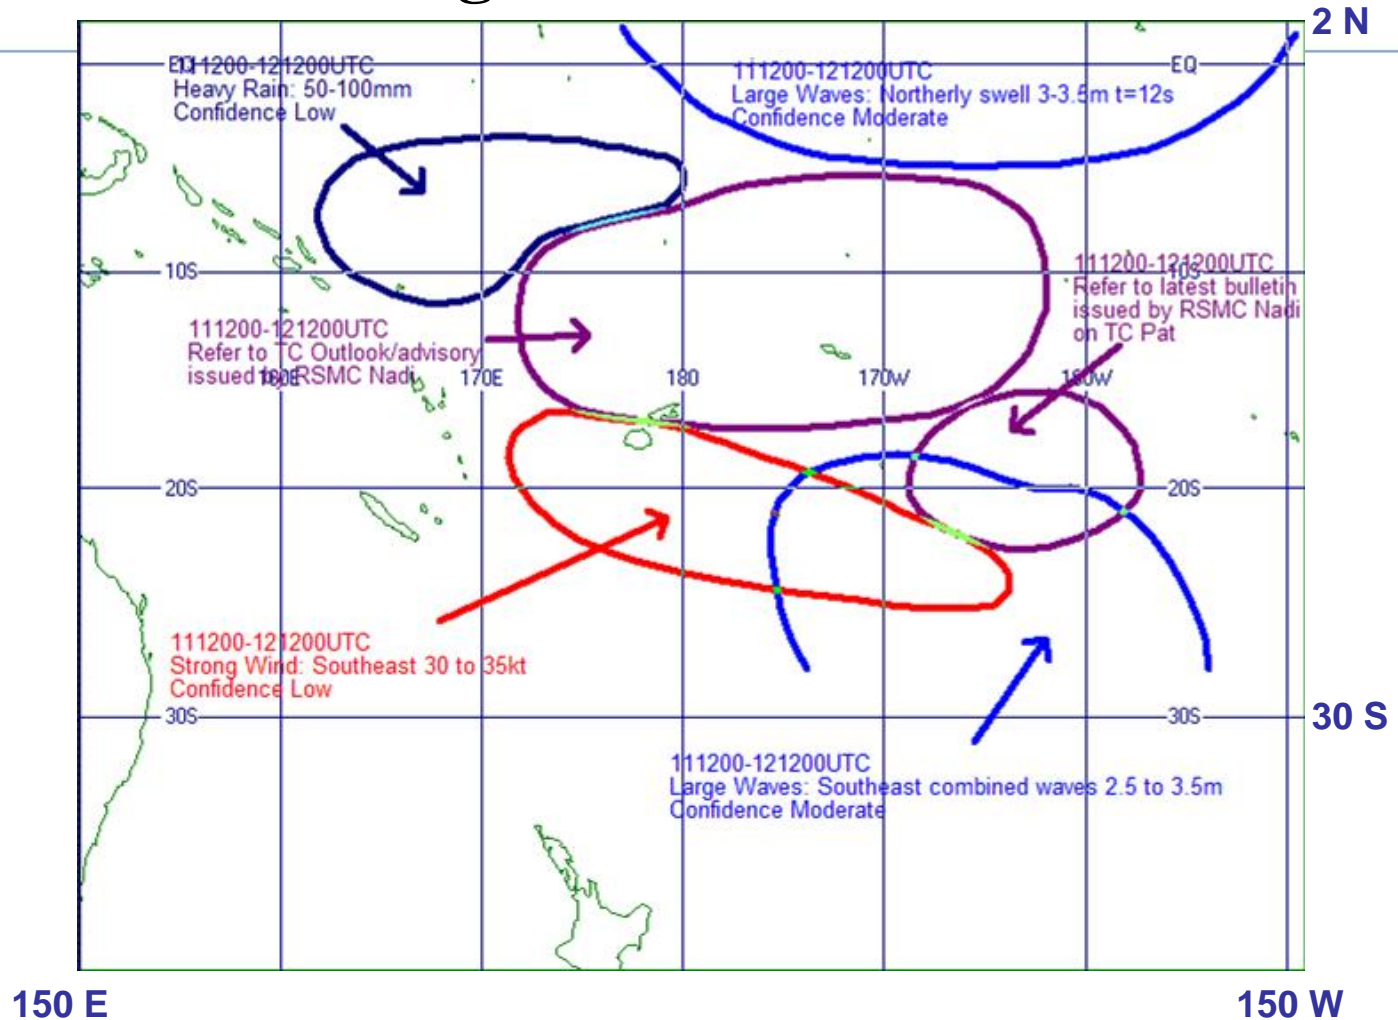 2 N
EQ
111200-121200UTC
Heavy Rain: 50-100mm
Confidence Low
111200-121200UTC
Large Waves: Northerly swell 3-3.5m t=12s
Confidence Moderate
EQ
10S
111200-121200UTC
10S
Refer to latest bulletin
issued by RSMC Nadi
on TC Pat
111200-121200UTC
Refer to TC Outlook/advisory
issued by RSMC Nadi
160E
170E
180
170W
160W
20S
20S
111200-121200UTC
Strong Wind: Southeast 30 to 35kt
Confidence Low
30S
30S
30 S
111200-121200UTC
Large Waves: Southeast combined waves 2.5 to 3.5m
Confidence Moderate
150 E
150 W